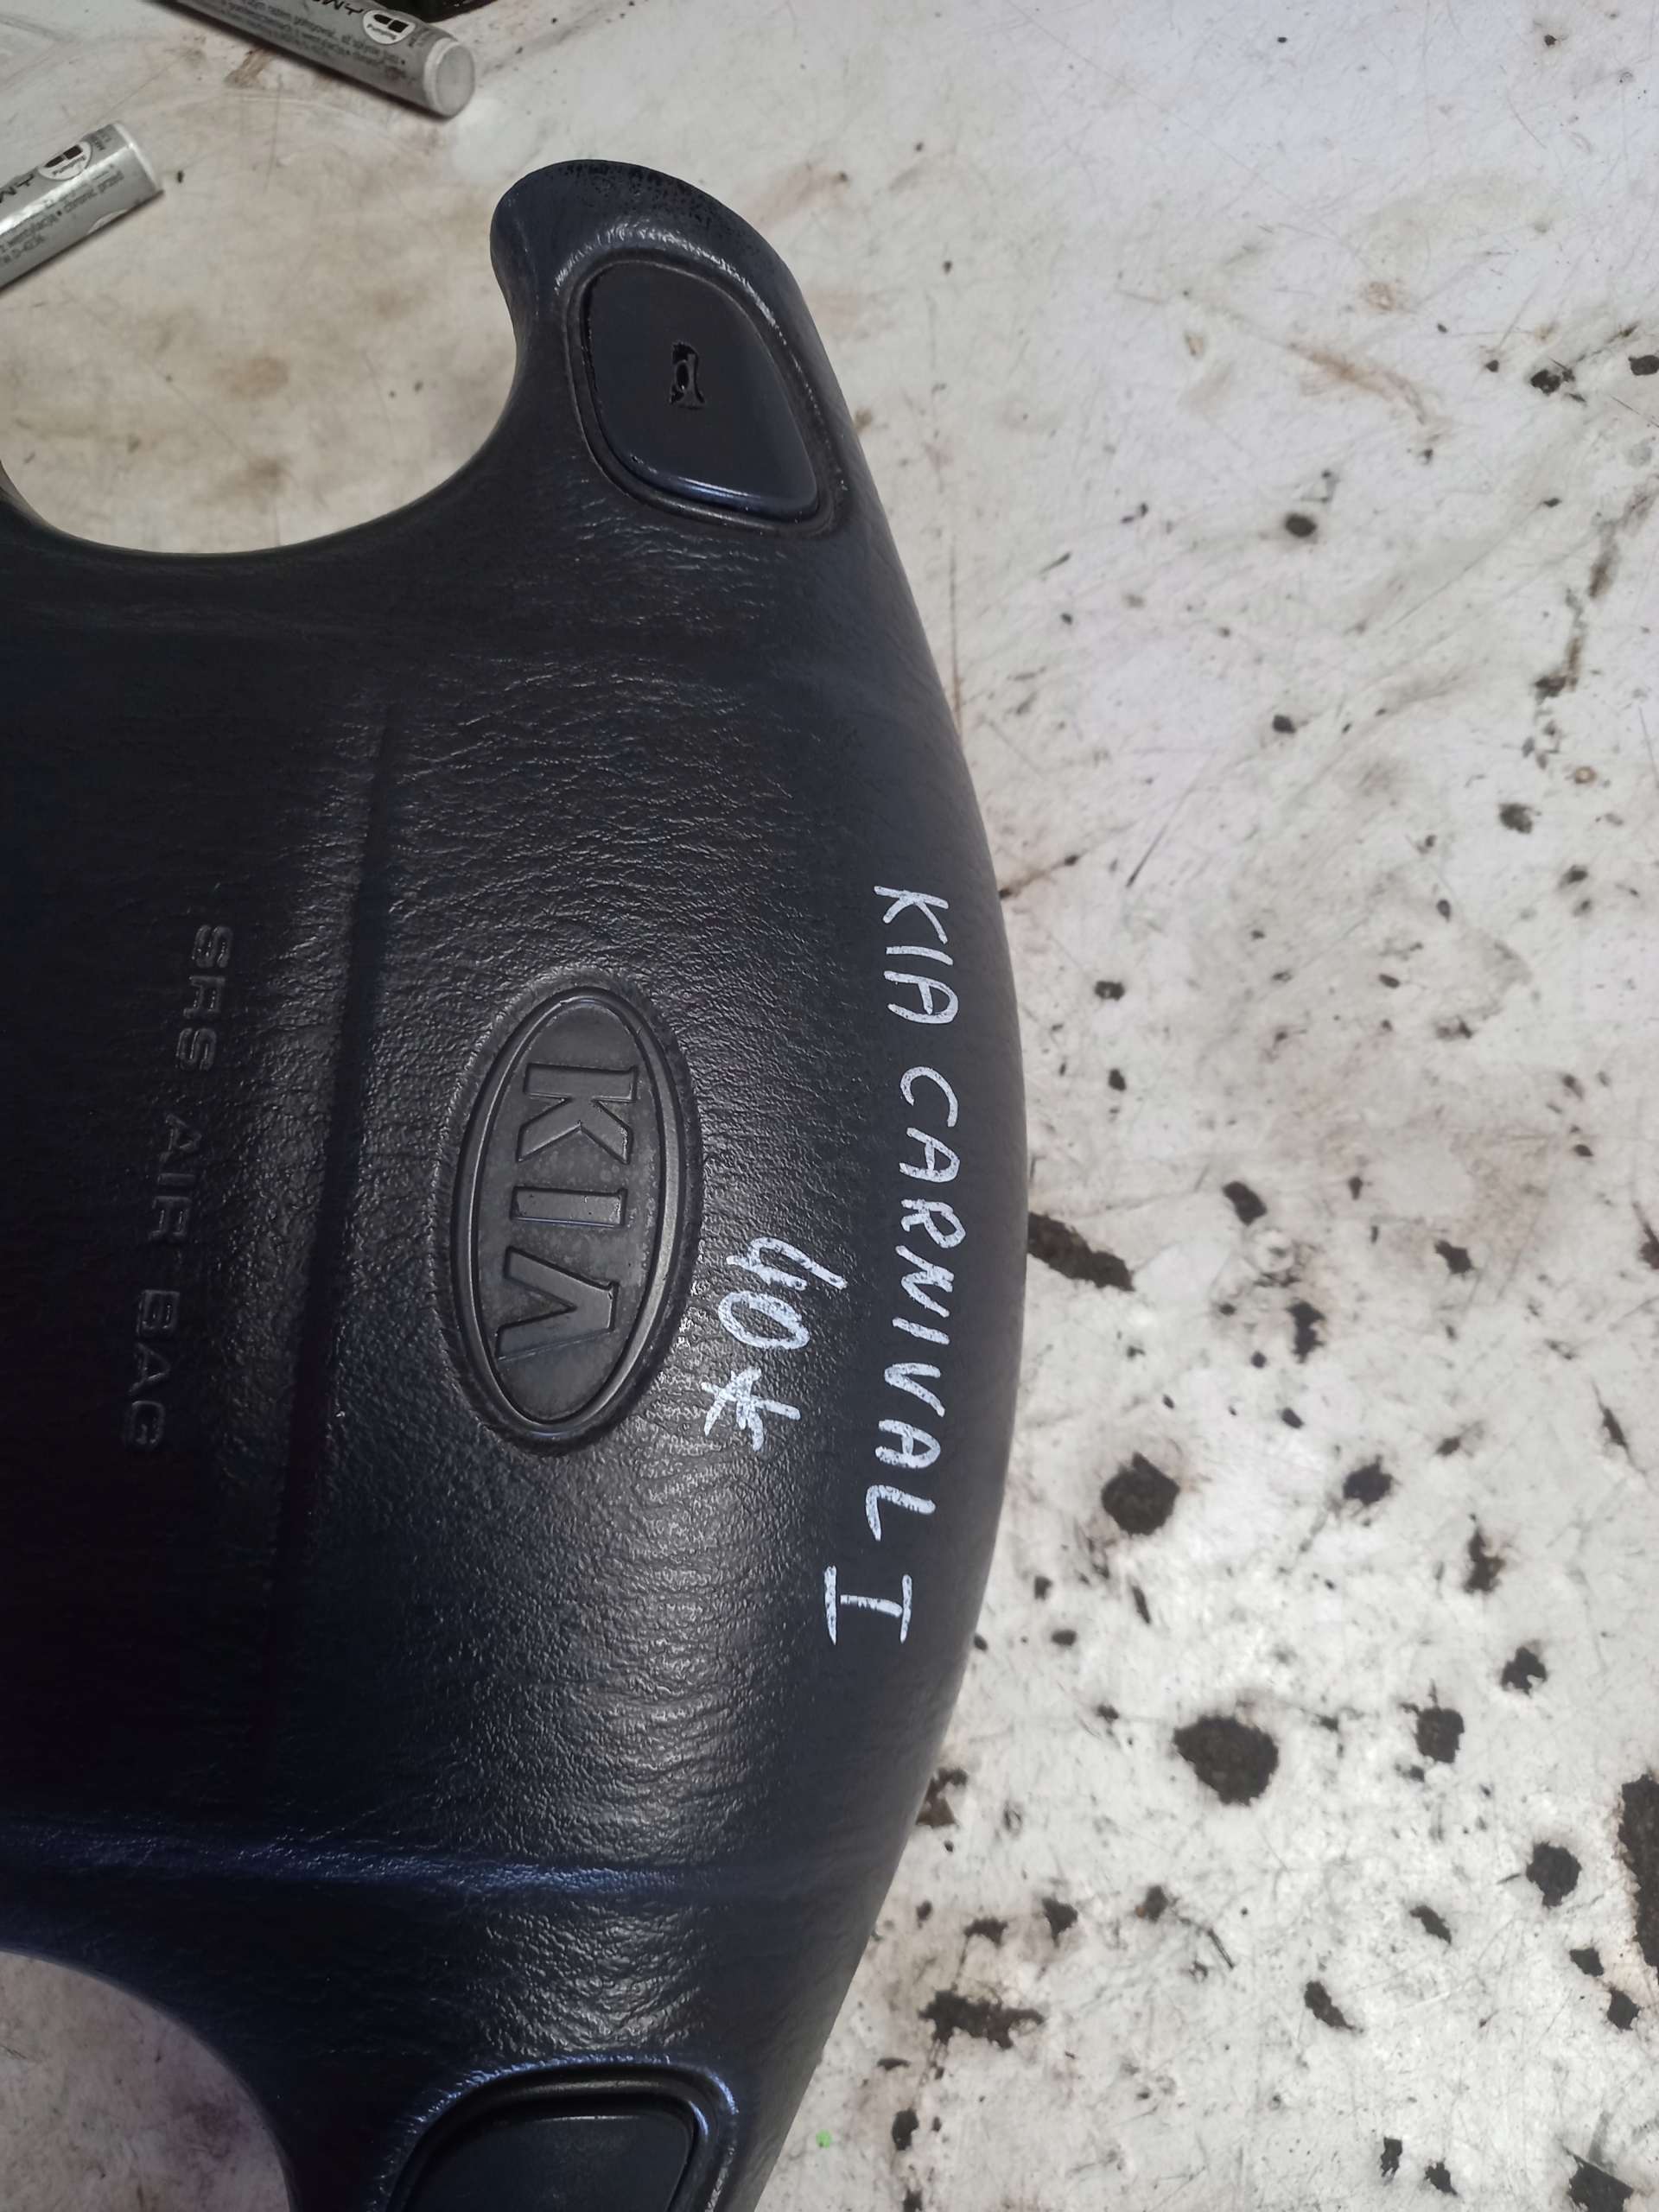 KIA CARNIVAL I
40*
KIA
SRS AIR BAG